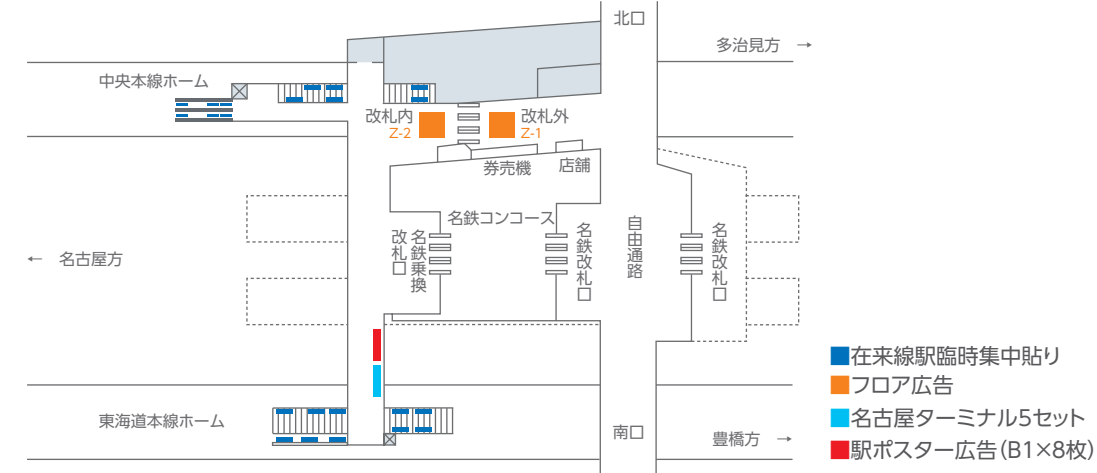 北口
多治見方 →
中央本線ホーム
改札内
Z-2
改札外
Z-1
券売機
店舗
名鉄コンコース
名鉄乗換
改札口
名鉄改札口
自由通路
名鉄改札口
← 名古屋方
東海道本線ホーム
南口
豊橋方 →
■在来線駅臨時集中貼り
■フロア広告
■名古屋ターミナル5セット
■駅ポスター広告(B1×8枚)